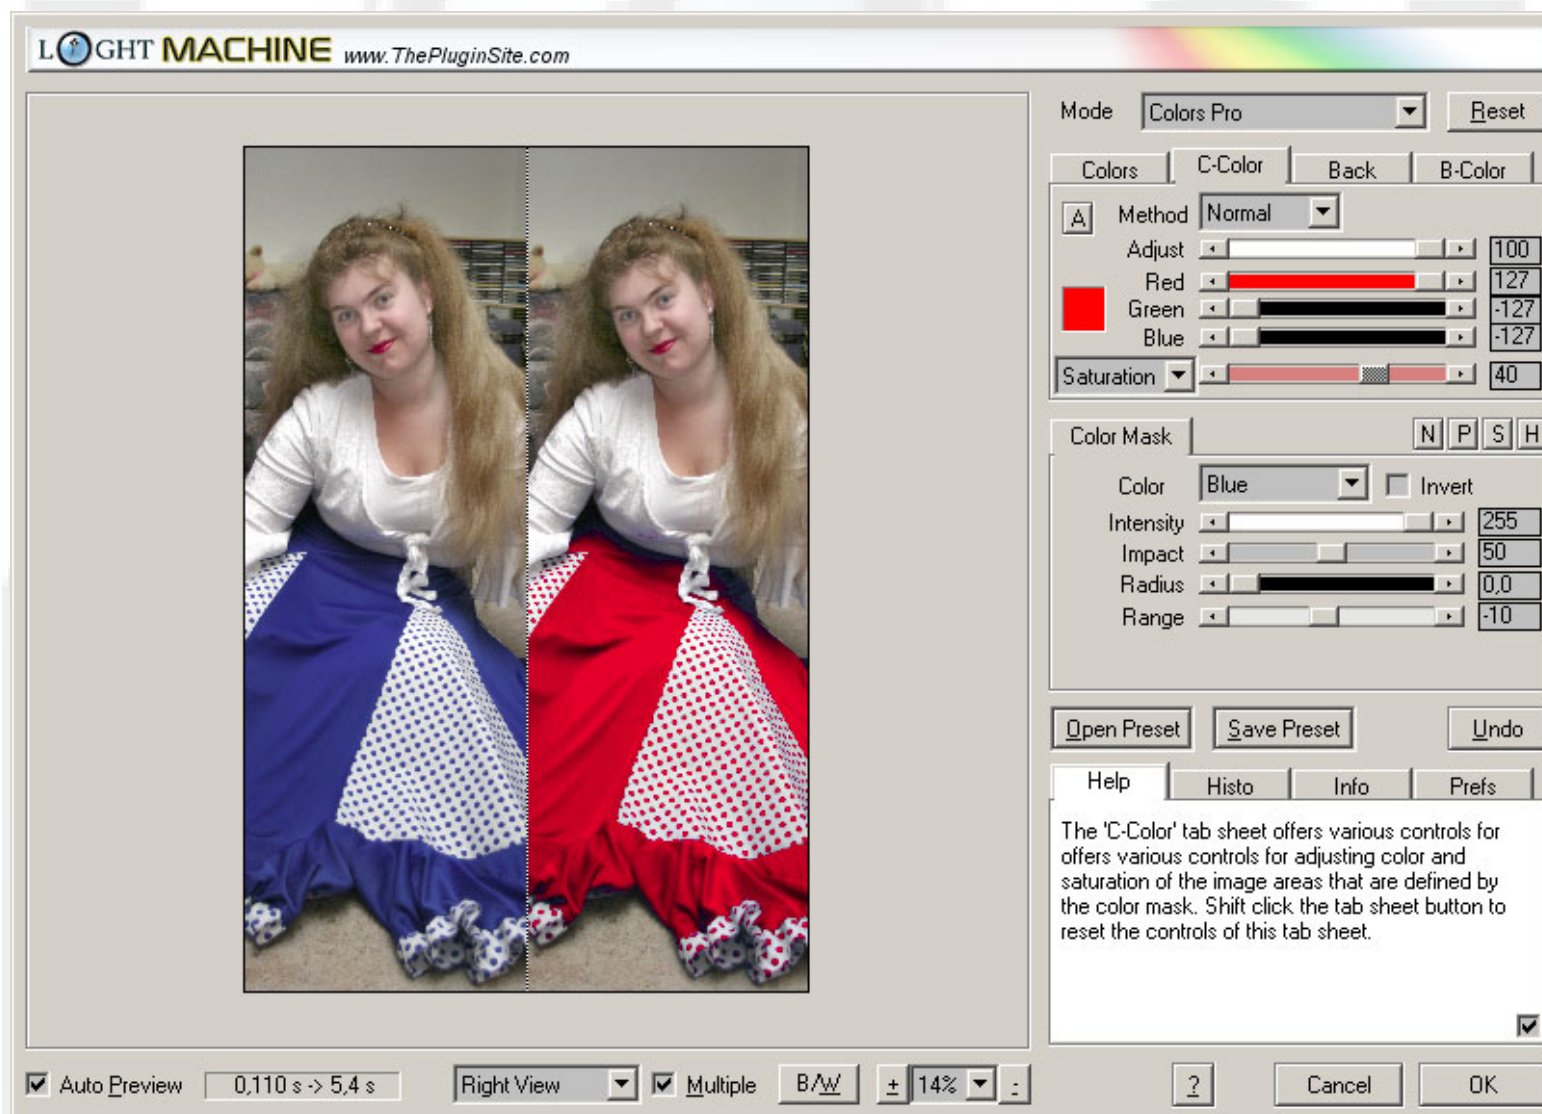 LIGHT MACHINE www.ThePluginSite.com
Mode Colors Pro Reset
Colors C-Color Back B-Color
A Method Normal
Adjust 100
Red 127
Green -127
Blue -127
Saturation 40
Color Mask N P S H
Color Blue Invert
Intensity 255
Impact 50
Radius 0,0
Range -10
Open Preset Save Preset Undo
Help Histo Info Prefs
The 'C-Color' tab sheet offers various controls for
offers various controls for adjusting color and
saturation of the image areas that are defined by
the color mask. Shift click the tab sheet button to
reset the controls of this tab sheet.
Auto Preview 0,110 s -> 5,4 s Right View Multiple B/W + 14% - ? Cancel OK